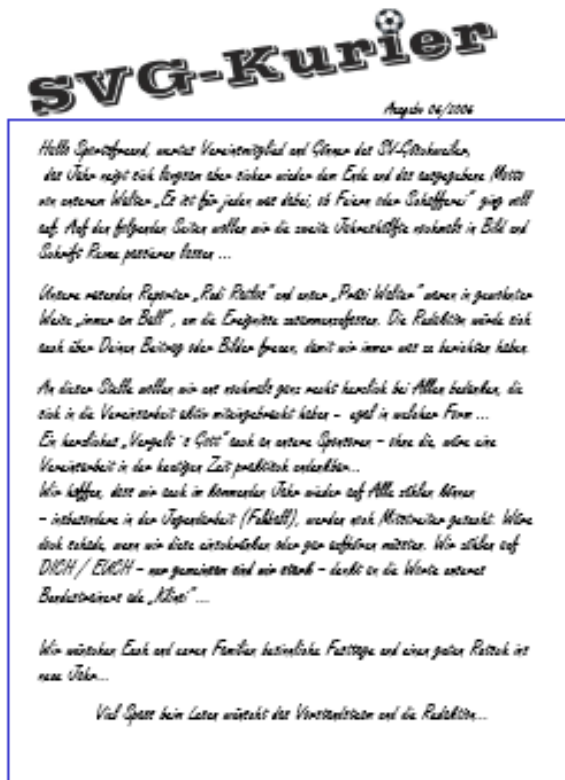 SVG-Kurier
Ausgabe 06/2006
Hallo Sportsfreund, wertes Vereinsmitglied und Gönner des SV-Göschweiler,
das Jahr neigt sich langsam aber sicher wieder dem Ende und das ausgegebene Motto
von unserem Walter „Es ist für jeden was dabei, ob Feiern oder Schafferei" ging voll
auf. Auf den folgenden Seiten wollen wir die zweite Jahreshälfte nochmals in Bild und
Schrift Revue passieren lassen ...
Unsere rasenden Reporter „Rudi Ratlos" und unser „Präsi Walter" waren in gewohnter
Weise „immer am Ball", um die Ereignisse zusammenzufassen. Die Redaktion würde sich
auch über Deinen Beitrag oder Bilder freuen, damit wir immer was zu berichten haben.
An dieser Stelle wollen wir uns nochmals ganz recht herzlich bei Allen bedanken, die
sich in die Vereinsarbeit aktiv miteingebracht haben - egal in welcher Form ...
Ein herzliches „Vergelt´s Gott" auch an unsere Sponsoren – ohne die, wäre eine
Vereinsarbeit in der heutigen Zeit praktisch undenkbar...
Wir hoffen, dass wir auch im kommenden Jahr wieder auf Alle zählen können
– insbesondere in der Jugendarbeit (Fußball), werden noch Mitstreiter gesucht. Wäre
doch schade, wenn wir diese einschränken oder gar aufhören müssten. Wir zählen auf
DICH / EUCH – nur gemeinsam sind wir stark – denkt an die Worte unseres
Bundestrainers ade „Klinsi" ....
Wir wünschen Euch und euren Familien besinnliche Festtage und einen guten Rutsch ins
neue Jahr...
Viel Spass beim Lesen wünscht das Vorstandsteam und die Redaktion...